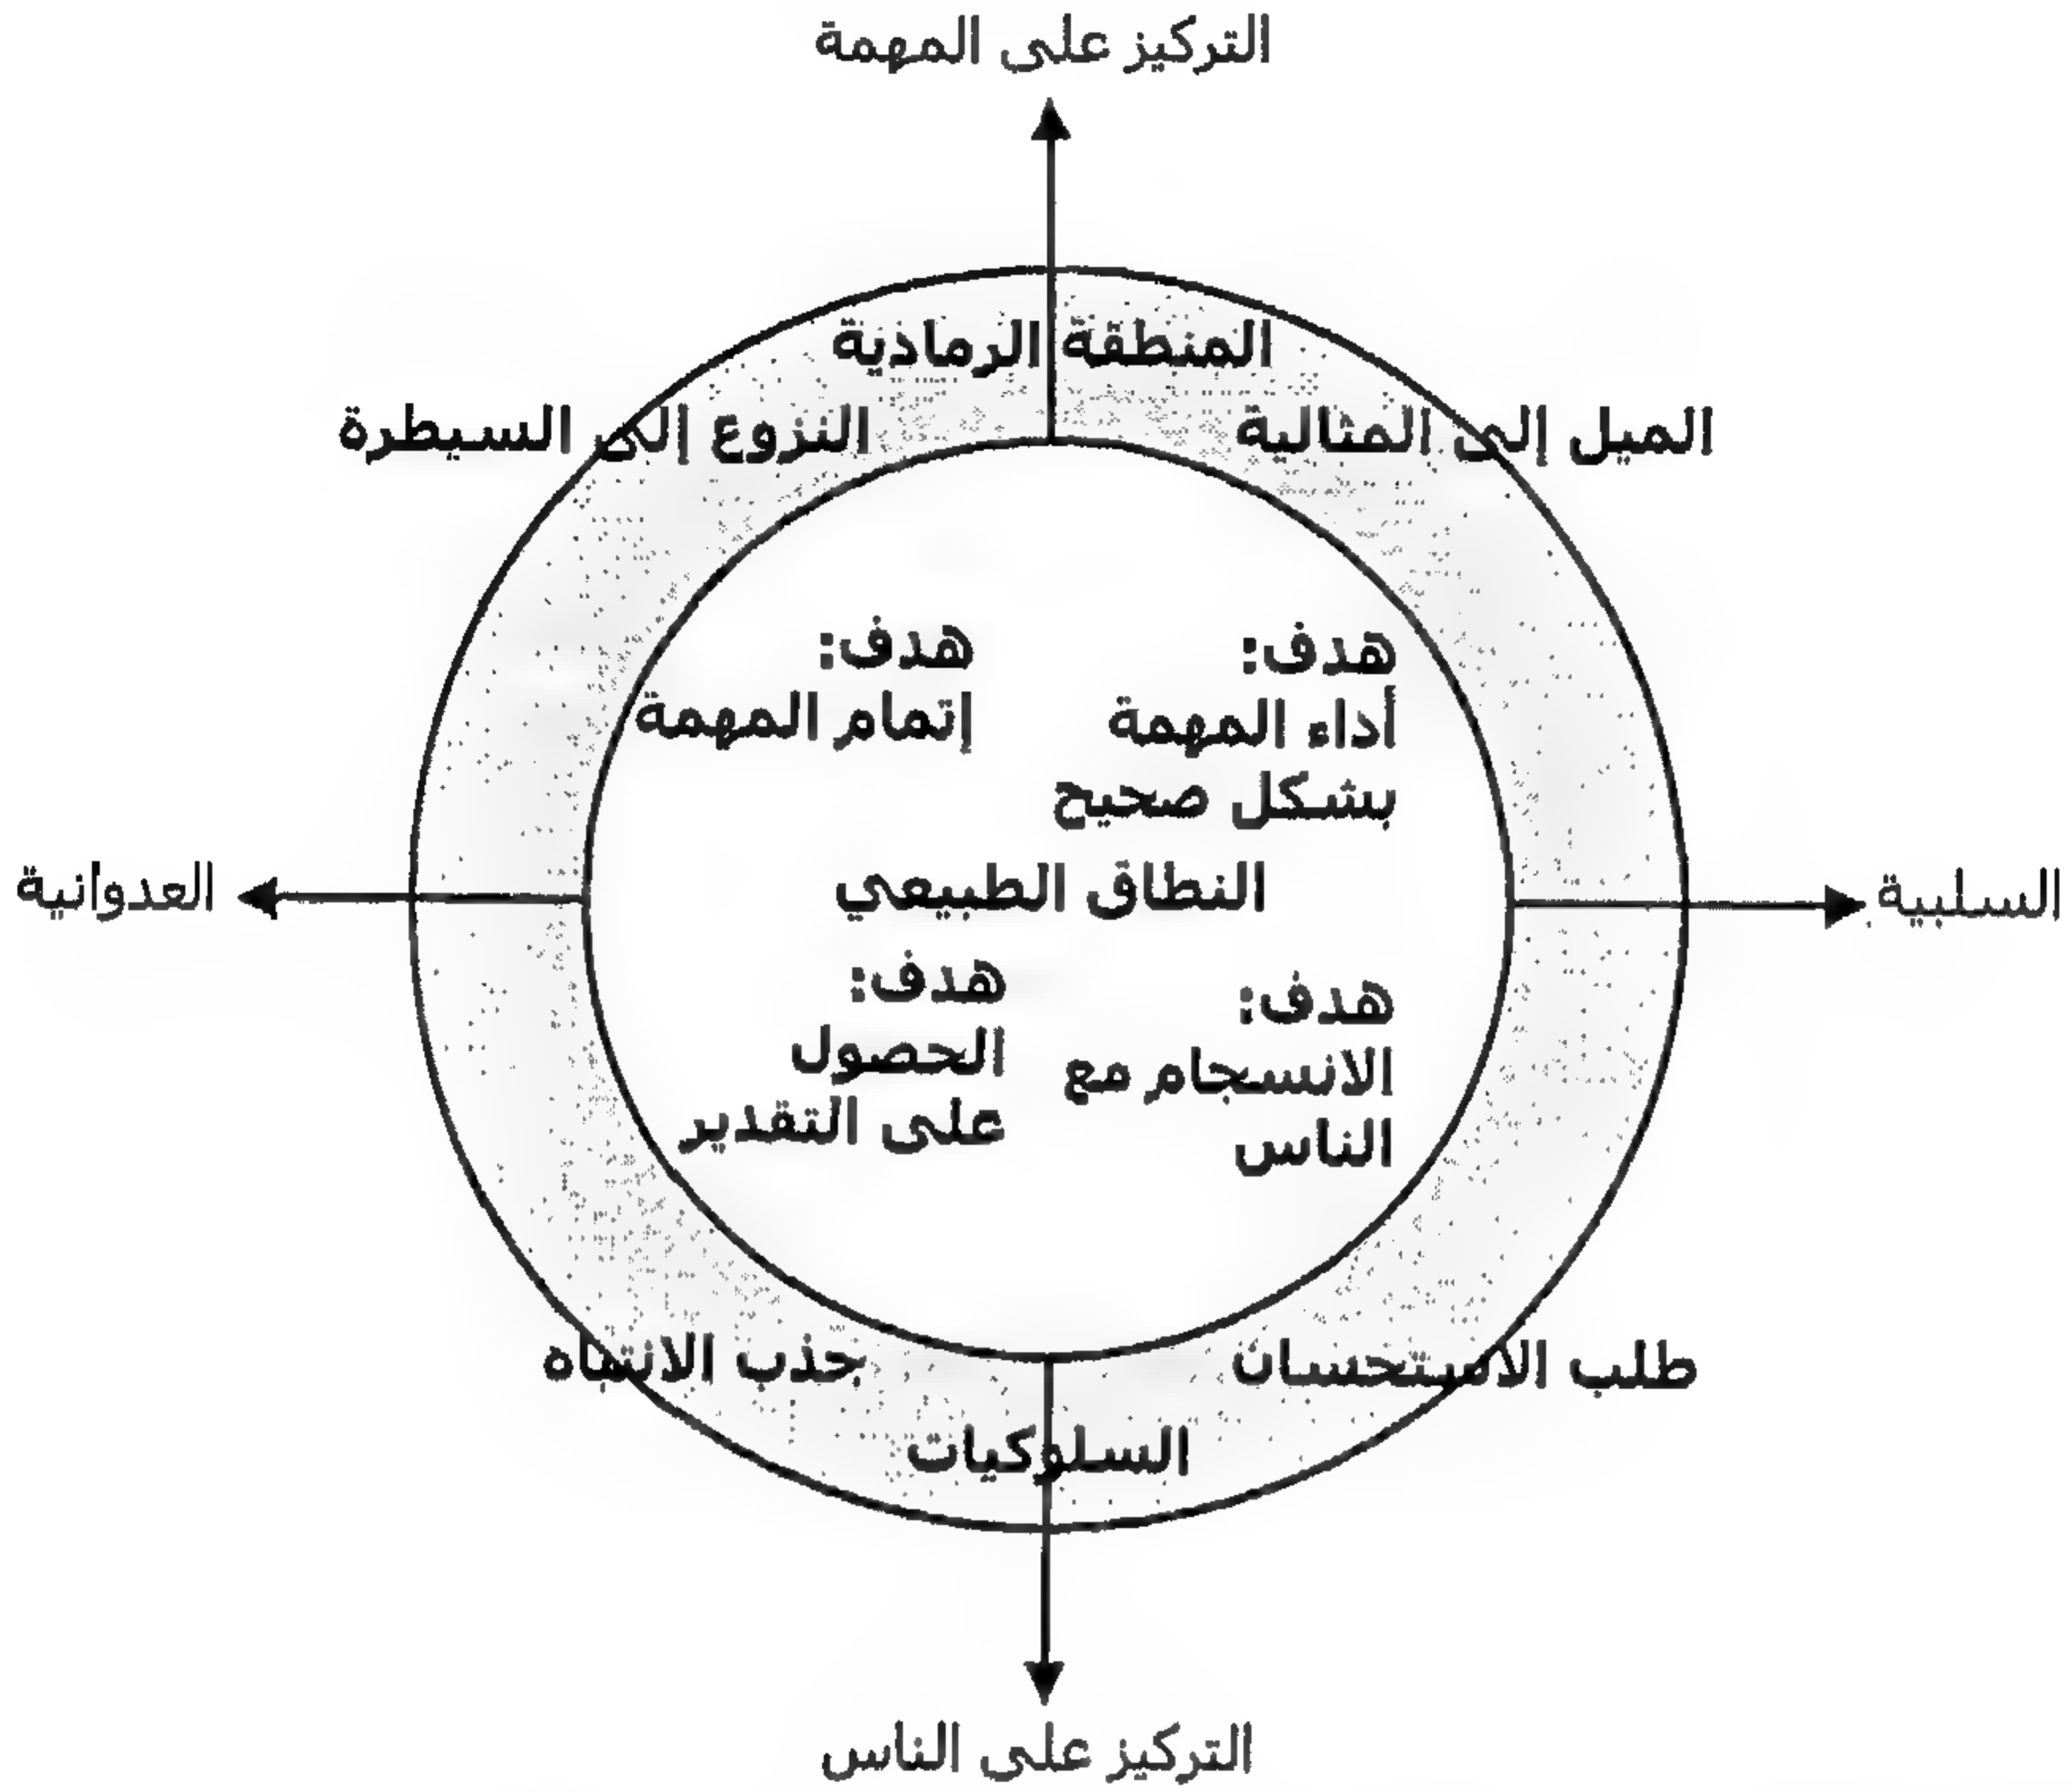 التركيز على المهمة
المنطقة الرمادية
الميل إلى المثالية
النزوع إلى السيطرة
هدف:
أداء المهمة
بشكل صحيح
هدف:
إتمام المهمة
السلبية
النطاق الطبيعي
العدوانية
هدف:
الانسجام مع
الناس
هدف:
الحصول
على التقدير
طلب الاستحسان
جذب الانتباه
السلوكيات
التركيز على الناس